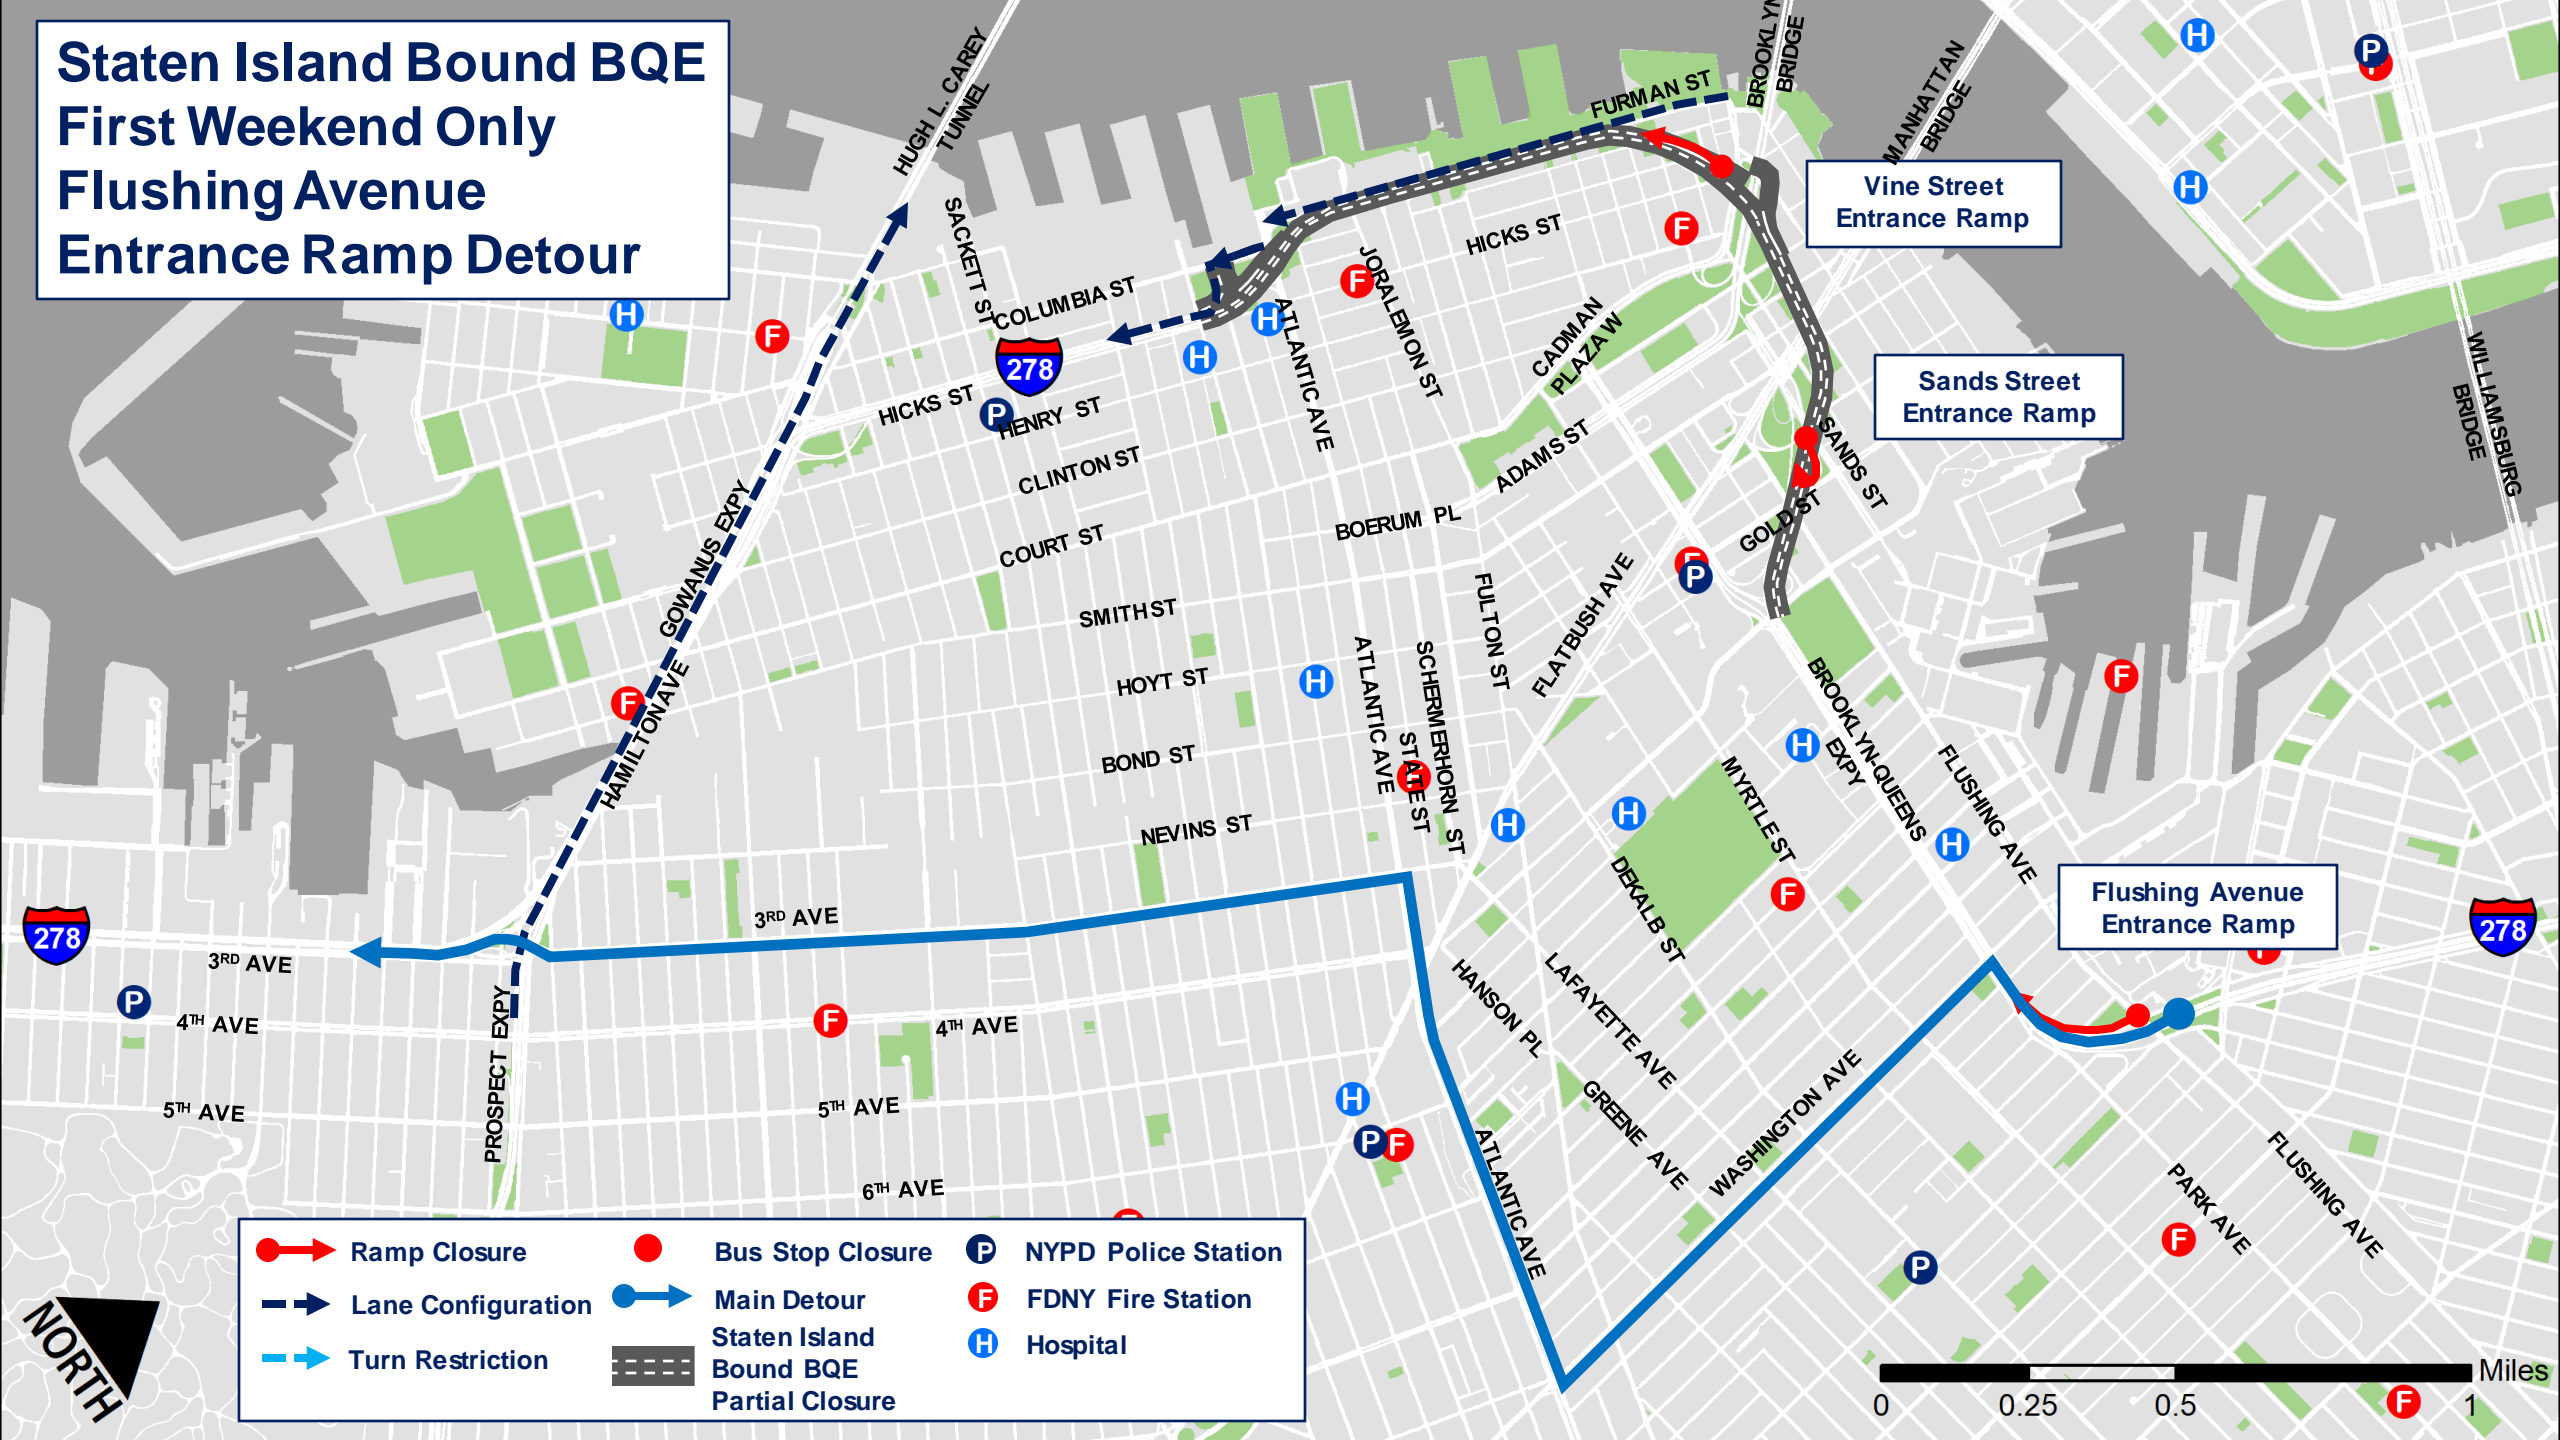 Staten Island Bound BQE
First Weekend Only
Flushing Avenue
Entrance Ramp Detour
HUGH L. CAREY
TUNNEL
BROOKLYN
BRIDGE
MANHATTAN
BRIDGE
WILLIAMSBURG
BRIDGE
FURMAN ST
Vine Street
Entrance Ramp
Sands Street
Entrance Ramp
SACKETT ST
COLUMBIA ST
278
HICKS ST
HICKS ST
HENRY ST
CLINTON ST
COURT ST
ATLANTIC AVE
JORALEMON ST
CADMAN
PLAZA W
ADAMS ST
BOERUM PL
SANDS ST
GOLD ST
GOWANUS EXPY
HAMILTON AVE
SMITH ST
HOYT ST
BOND ST
NEVINS ST
ATLANTIC AVE
STATE ST
SCHERMERHORN ST
FULTON ST
FLATBUSH AVE
BROOKLYN-QUEENS
EXPY
FLUSHING AVE
MYRTLE ST
DEKALB ST
Flushing Avenue
Entrance Ramp
278
278
3RD AVE
3RD AVE
4TH AVE
4TH AVE
5TH AVE
5TH AVE
6TH AVE
PROSPECT EXPY
HANSON PL
LAFAYETTE AVE
GREENE AVE
WASHINGTON AVE
ATLANTIC AVE
PARK AVE
FLUSHING AVE
H
H
H
H
H
H
H
H
H
H
H
H
P
P
P
P
P
P
F
F
F
F
F
F
F
F
F
F
F
NORTH
Ramp Closure
Lane Configuration
Turn Restriction
Bus Stop Closure
Main Detour
Staten Island
Bound BQE
Partial Closure
P NYPD Police Station
F FDNY Fire Station
H Hospital
Miles
0 0.25 0.5 1